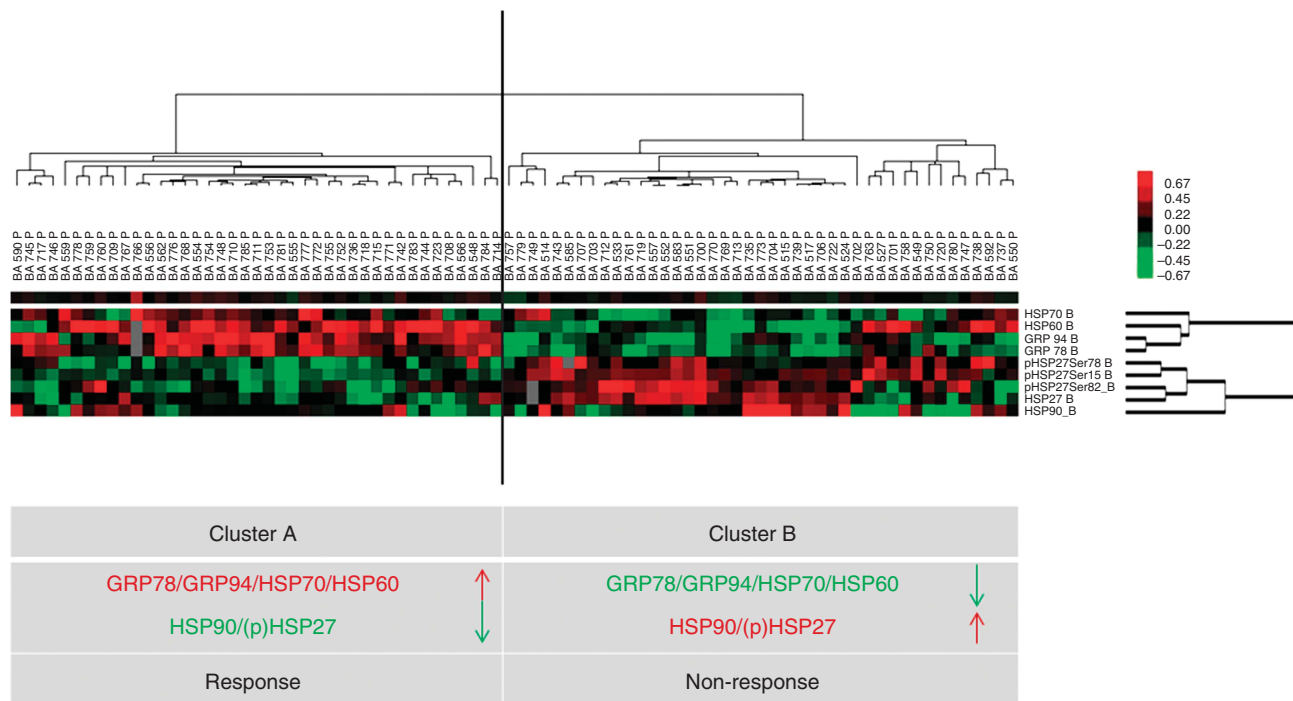 0.67
0.45
0.22
0.00
−0.22
−0.45
−0.67
BA 590 P
BA 745 P
BA 717 P
BA 746 P
BA 559 P
BA 778 P
BA 759 P
BA 760 P
BA 709 P
BA 767 P
BA 766 P
BA 556 P
BA 562 P
BA 776 P
BA 768 P
BA 554 P
BA 554 P
BA 748 P
BA 710 P
BA 785 P
BA 711 P
BA 753 P
BA 781 P
BA 555 P
BA 777 P
BA 772 P
BA 755 P
BA 752 P
BA 736 P
BA 718 P
BA 715 P
BA 771 P
BA 742 P
BA 783 P
BA 744 P
BA 723 P
BA 708 P
BA 566 P
BA 548 P
BA 784 P
BA 714 P
BA 757 P
BA 779 P
BA 749 P
BA 514 P
BA 743 P
BA 585 P
BA 707 P
BA 703 P
BA 712 P
BA 533 P
BA 761 P
BA 719 P
BA 557 P
BA 552 P
BA 583 P
BA 551 P
BA 700 P
BA 770 P
BA 769 P
BA 713 P
BA 735 P
BA 773 P
BA 704 P
BA 515 P
BA 739 P
BA 517 P
BA 706 P
BA 722 P
BA 524 P
BA 702 P
BA 763 P
BA 527 P
BA 701 P
BA 758 P
BA 549 P
BA 750 P
BA 720 P
BA 780 P
BA 747 P
BA 738 P
BA 592 P
BA 737 P
BA 550 P
HSP70 B
HSP60 B
GRP 94 B
GRP 78 B
pHSP27Ser78 B
pHSP27Ser15 B
pHSP27Ser82_B
HSP27 B
HSP90_B
Cluster A
Cluster B
GRP78/GRP94/HSP70/HSP60
GRP78/GRP94/HSP70/HSP60
HSP90/(p)HSP27
HSP90/(p)HSP27
Response
Non-response